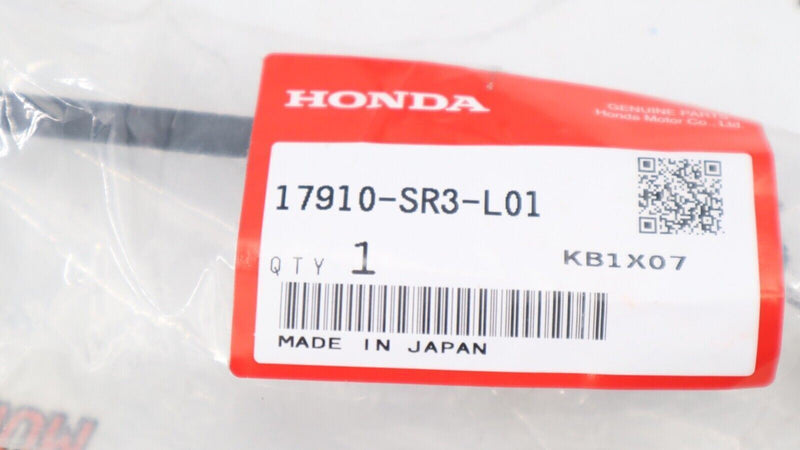 HONDA
GENUINE PARTS
Honda Motor Co., Ltd.
17910-SR3-L01
QTY 1
KB1X07
MADE IN JAPAN